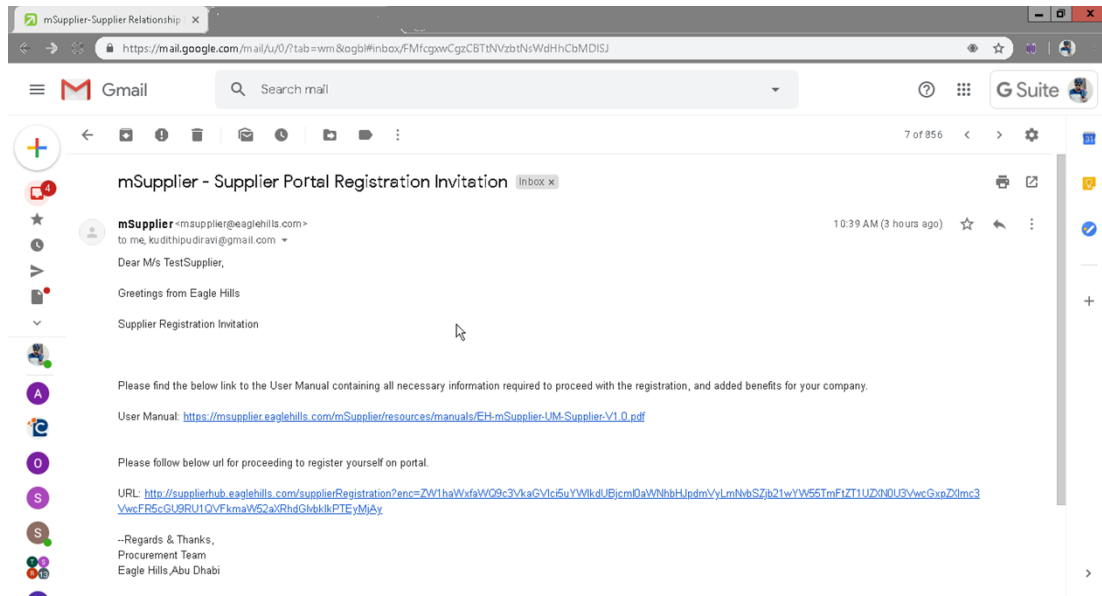 mSupplier-Supplier Relationship
https://mail.google.com/mail/u/0/?tab=wm&ogbl#inbox/FMfcgxwCgzCBTtNVzbtNsWdHhCbMDlSJ
Gmail
Search mail
G Suite
7 of 856
31
4
mSupplier - Supplier Portal Registration Invitation Inbox x
mSupplier <msupplier@eaglehills.com>
10:39 AM (3 hours ago)
to me, kudithipudiravi@gmail.com
Dear M/s TestSupplier,
Greetings from Eagle Hills
Supplier Registration Invitation
A
Please find the below link to the User Manual containing all necessary information required to proceed with the registration, and added benefits for your company.
User Manual: https://msupplier.eaglehills.com/mSupplier/resources/manuals/EH-mSupplier-UM-Supplier-V1.0.pdf
O
Please follow below url for proceeding to register yourself on portal.
S
URL: http://supplierhub.eaglehills.com/supplierRegistration?enc=ZW1haWxfaWQ9c3VkaGVlci5uYWlkdUBjcml0aWNhbHJpdmVyLmNvbSZjb21wYW55TmFtZT1UZXN0U3VwcGxpZXImc3
VwcFR5cGU9RU1QVFkmaW52aXRhdGlvbklkPTEyMjAy
S
--Regards & Thanks,
Procurement Team
Eagle Hills,Abu Dhabi
T S
R 13